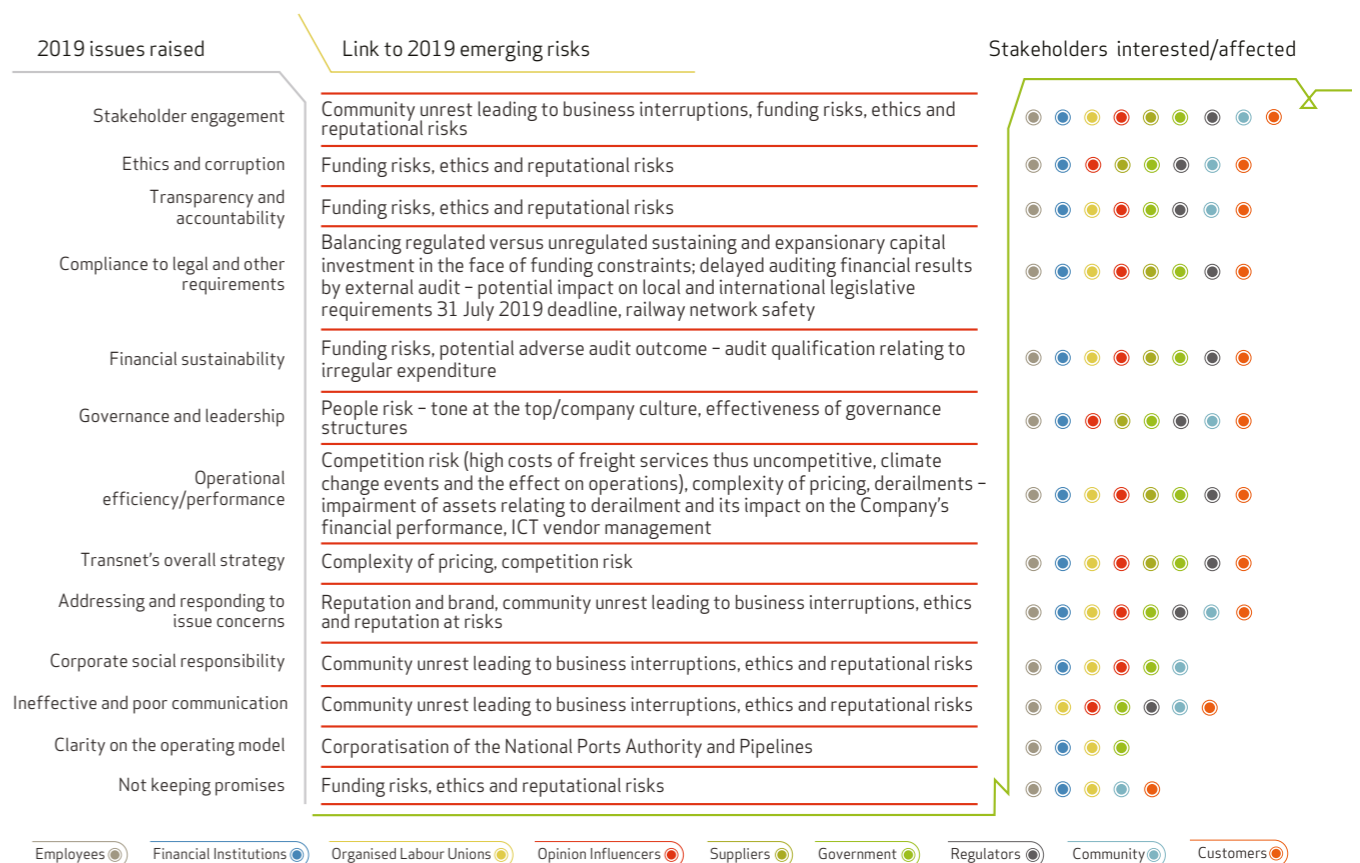 2019 issues raised
Link to 2019 emerging risks
Stakeholders interested/affected
Stakeholder engagement
Community unrest leading to business interruptions, funding risks, ethics and
reputational risks
Ethics and corruption
Funding risks, ethics and reputational risks
Transparency and
accountability
Funding risks, ethics and reputational risks
Compliance to legal and other
requirements
Balancing regulated versus unregulated sustaining and expansionary capital
investment in the face of funding constraints; delayed auditing financial results
by external audit – potential impact on local and international legislative
requirements 31 July 2019 deadline, railway network safety
Financial sustainability
Funding risks, potential adverse audit outcome – audit qualification relating to
irregular expenditure
Governance and leadership
People risk – tone at the top/company culture, effectiveness of governance
structures
Operational
efficiency/performance
Competition risk (high costs of freight services thus uncompetitive, climate
change events and the effect on operations), complexity of pricing, derailments –
impairment of assets relating to derailment and its impact on the Company's
financial performance, ICT vendor management
Transnet's overall strategy
Complexity of pricing, competition risk
Addressing and responding to
issue concerns
Reputation and brand, community unrest leading to business interruptions, ethics
and reputation at risks
Corporate social responsibility
Community unrest leading to business interruptions, ethics and reputational risks
Ineffective and poor communication
Community unrest leading to business interruptions, ethics and reputational risks
Clarity on the operating model
Corporatisation of the National Ports Authority and Pipelines
Not keeping promises
Funding risks, ethics and reputational risks
Employees
Financial Institutions
Organised Labour Unions
Opinion Influencers
Suppliers
Government
Regulators
Community
Customers